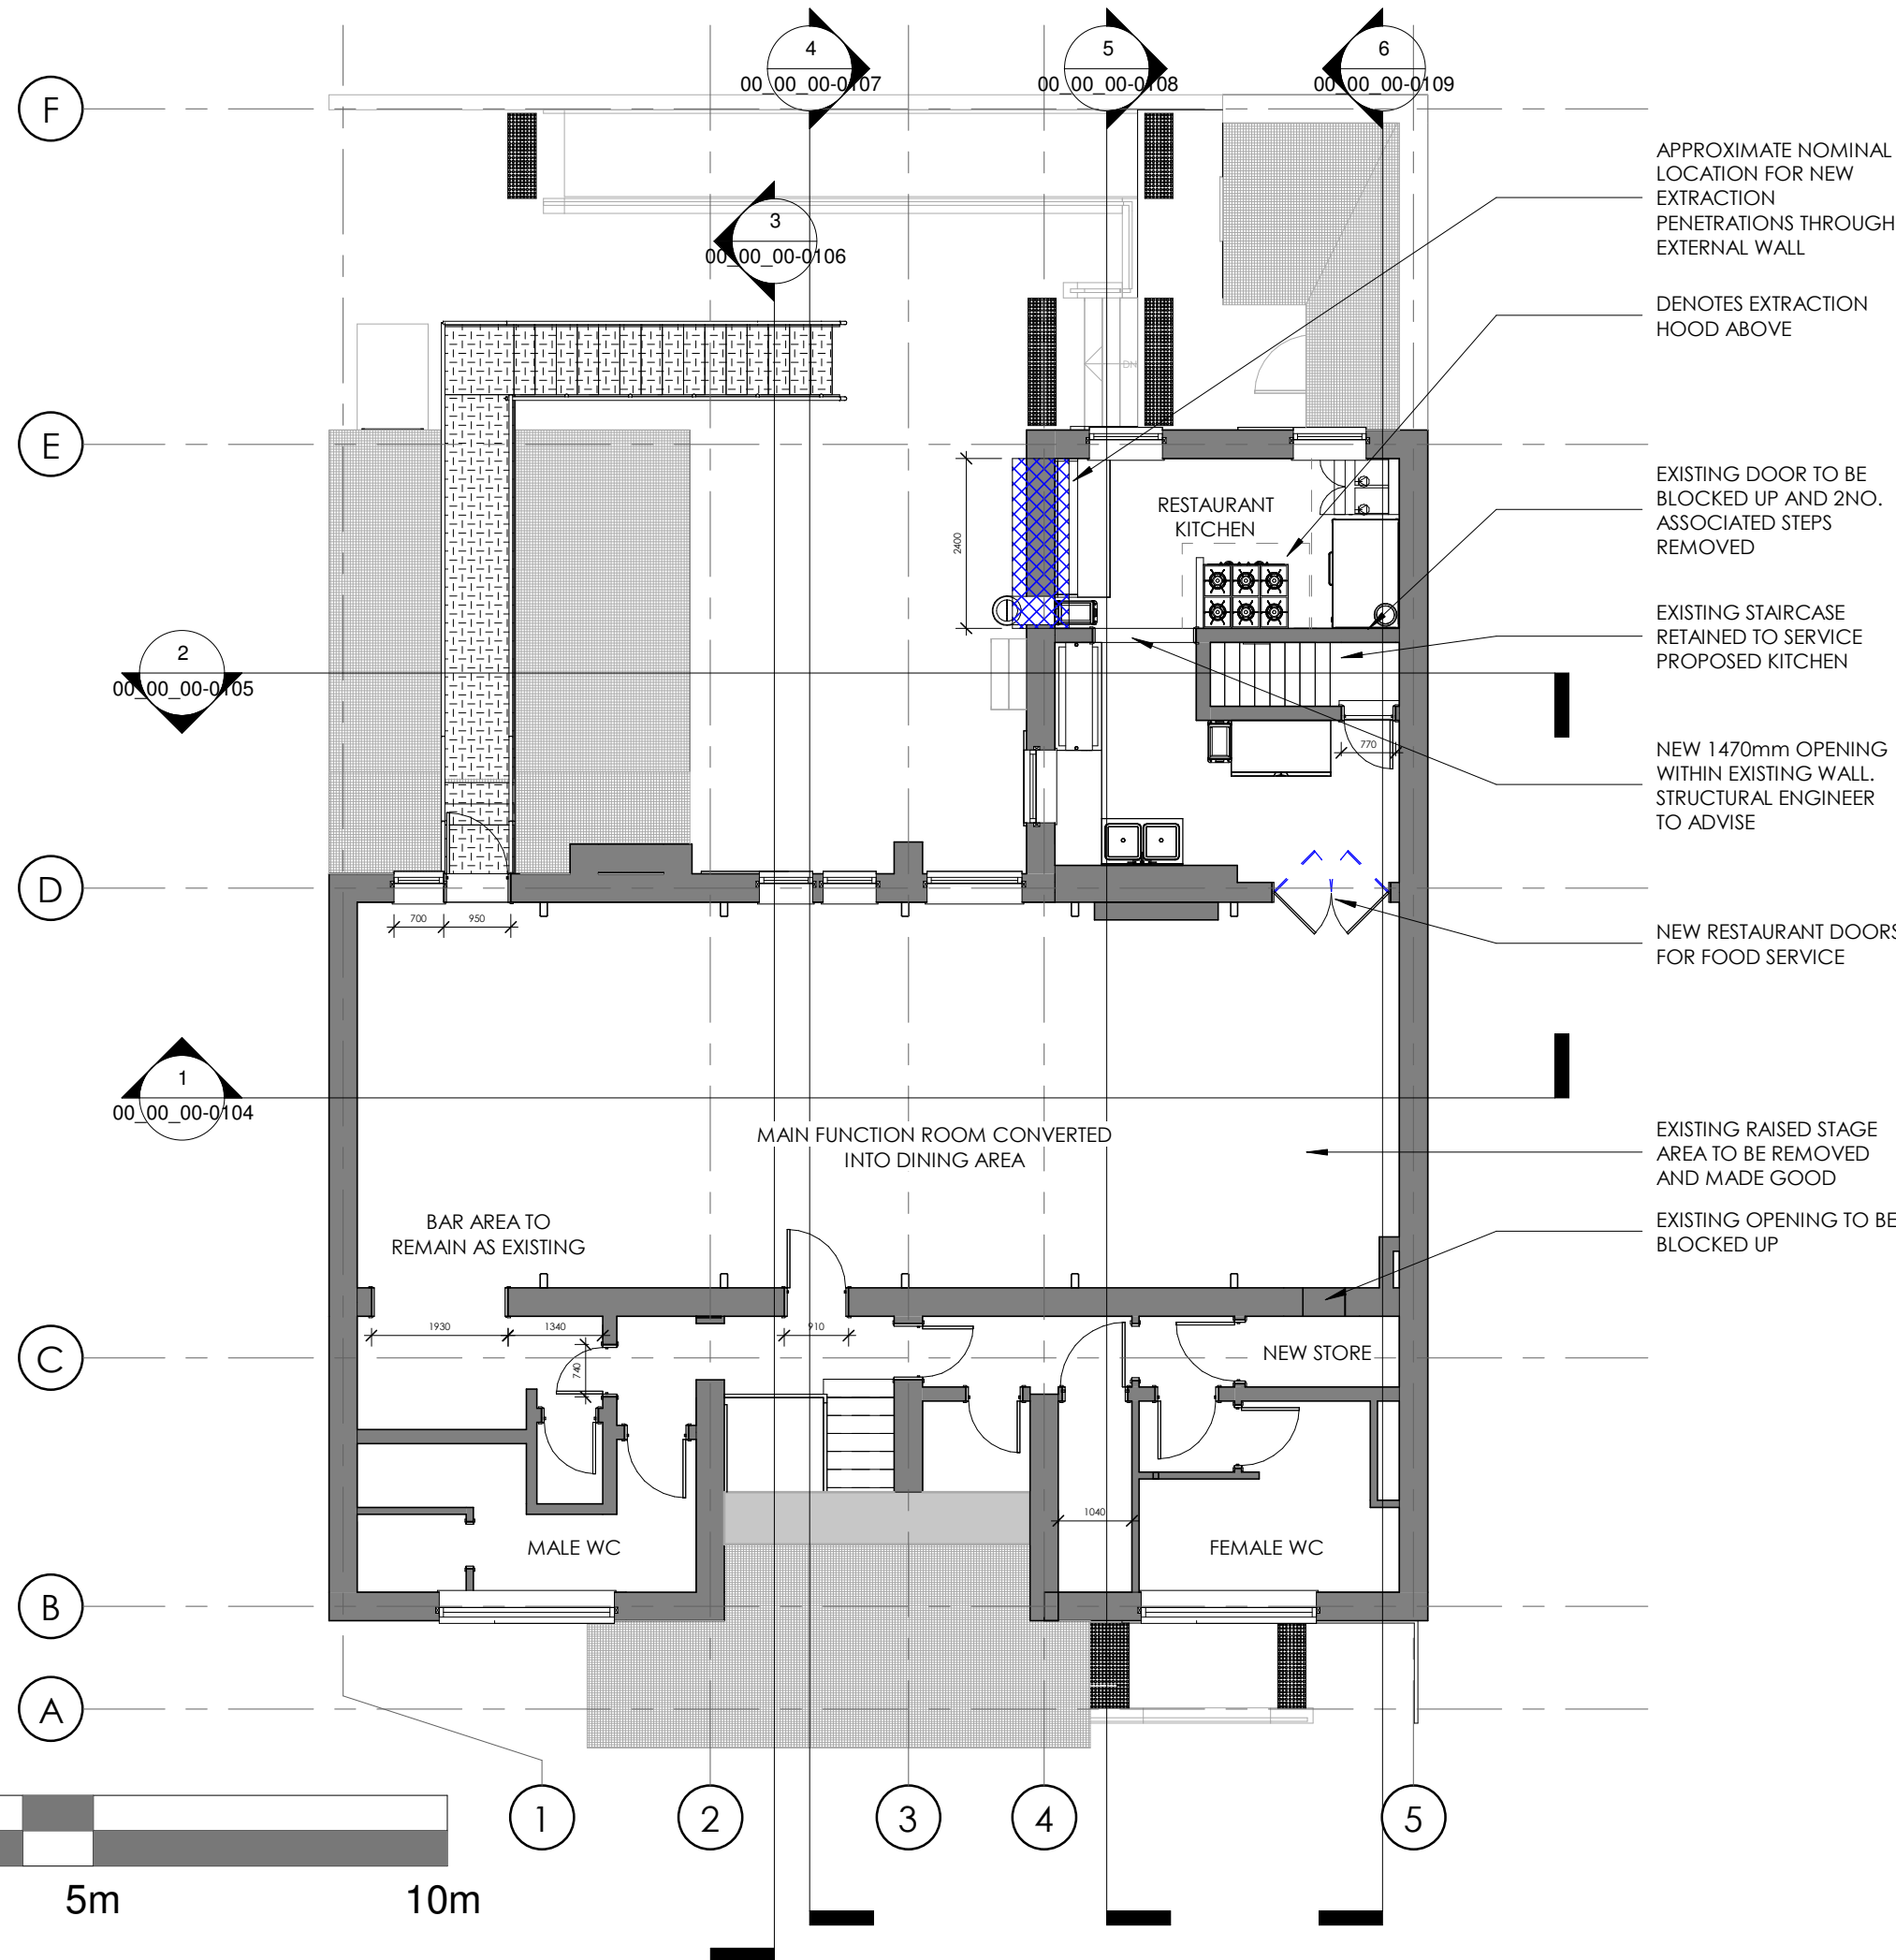 4
00_00_00-0107
5
00_00_00-0108
6
00_00_00-0109
F
3
00_00_00-0106
APPROXIMATE NOMINAL
LOCATION FOR NEW
EXTRACTION
PENETRATIONS THROUGH
EXTERNAL WALL
DENOTES EXTRACTION
HOOD ABOVE
DN
E
RESTAURANT
KITCHEN
2400
EXISTING DOOR TO BE
BLOCKED UP AND 2NO.
ASSOCIATED STEPS
REMOVED
EXISTING STAIRCASE
RETAINED TO SERVICE
PROPOSED KITCHEN
2
00_00_00-0105
770
NEW 1470mm OPENING
WITHIN EXISTING WALL.
STRUCTURAL ENGINEER
TO ADVISE
D
700
950
NEW RESTAURANT DOORS
FOR FOOD SERVICE
1
00_00_00-0104
MAIN FUNCTION ROOM CONVERTED
INTO DINING AREA
EXISTING RAISED STAGE
AREA TO BE REMOVED
AND MADE GOOD
BAR AREA TO
REMAIN AS EXISTING
EXISTING OPENING TO BE
BLOCKED UP
1930
1340
910
740
C
NEW STORE
1040
MALE WC
FEMALE WC
B
A
1
2
3
4
5
5m
10m